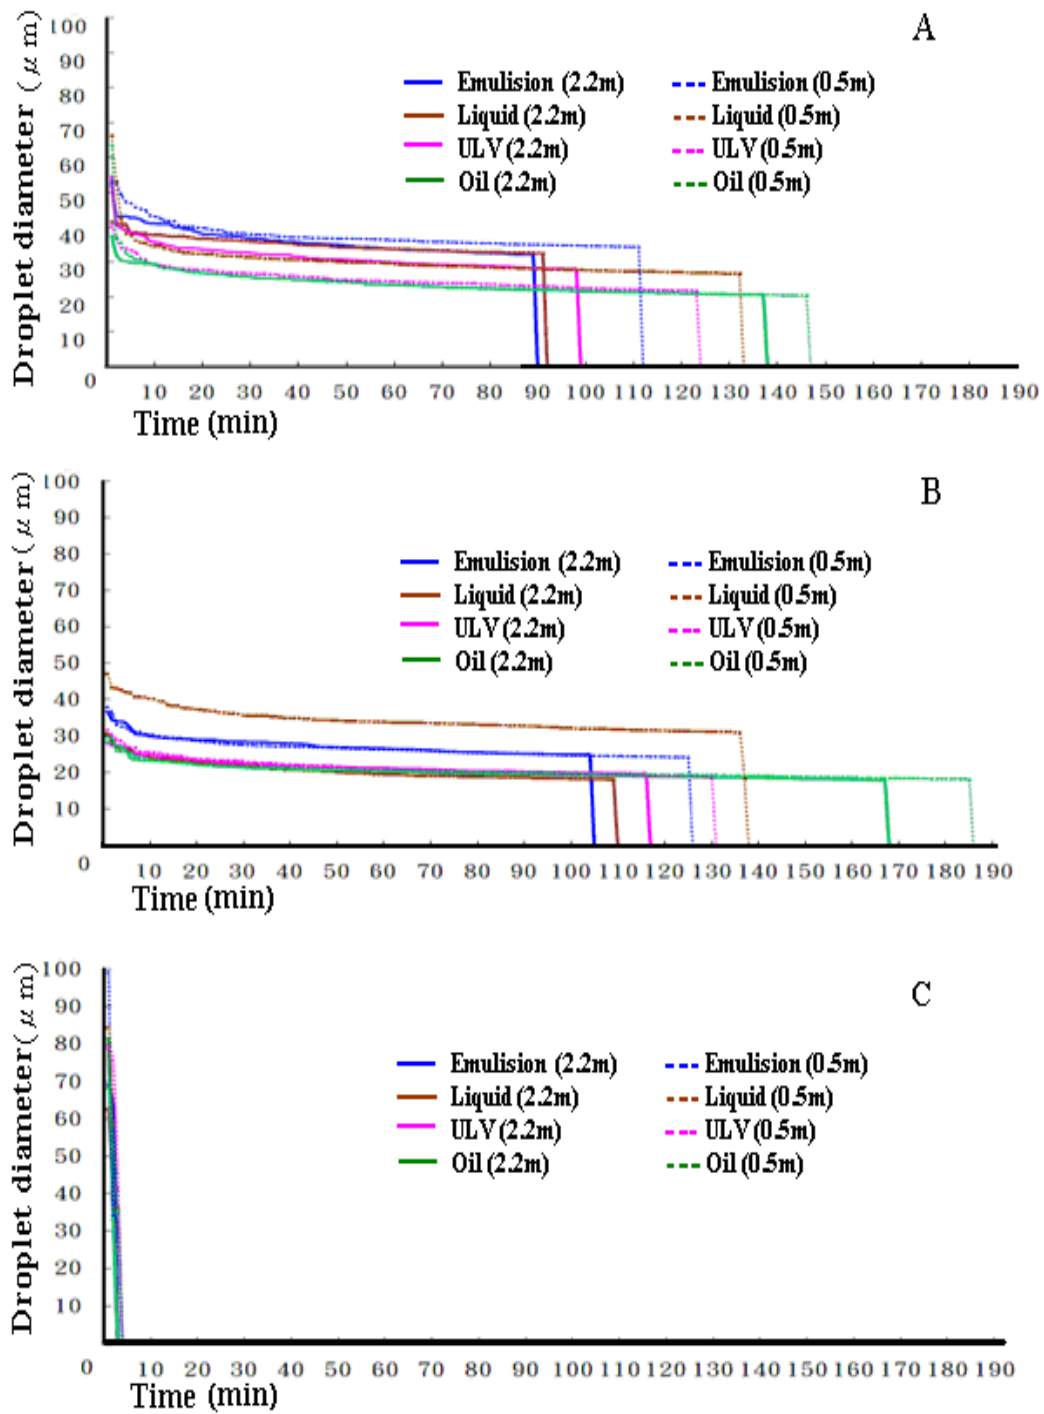 A
Droplet diameter (μm)
100
90
80
70
60
50
40
30
20
10
0
Emulision (2.2m) Emulision (0.5m)
Liquid (2.2m) Liquid (0.5m)
ULV (2.2m) ULV (0.5m)
Oil (2.2m) Oil (0.5m)
10 20 30 40 50 60 70 80 90 100 110 120 130 140 150 160 170 180 190
Time (min)
B
Droplet diameter (μm)
100
90
80
70
60
50
40
30
20
10
0
Emulision (2.2m) Emulision (0.5m)
Liquid (2.2m) Liquid (0.5m)
ULV (2.2m) ULV (0.5m)
Oil (2.2m) Oil (0.5m)
10 20 30 40 50 60 70 80 90 100 110 120 130 140 150 160 170 180 190
Time (min)
C
Droplet diameter (μm)
100
90
80
70
60
50
40
30
20
10
0
Emulision (2.2m) Emulision (0.5m)
Liquid (2.2m) Liquid (0.5m)
ULV (2.2m) ULV (0.5m)
Oil (2.2m) Oil (0.5m)
10 20 30 40 50 60 70 80 90 100 110 120 130 140 150 160 170 180 190
Time (min)